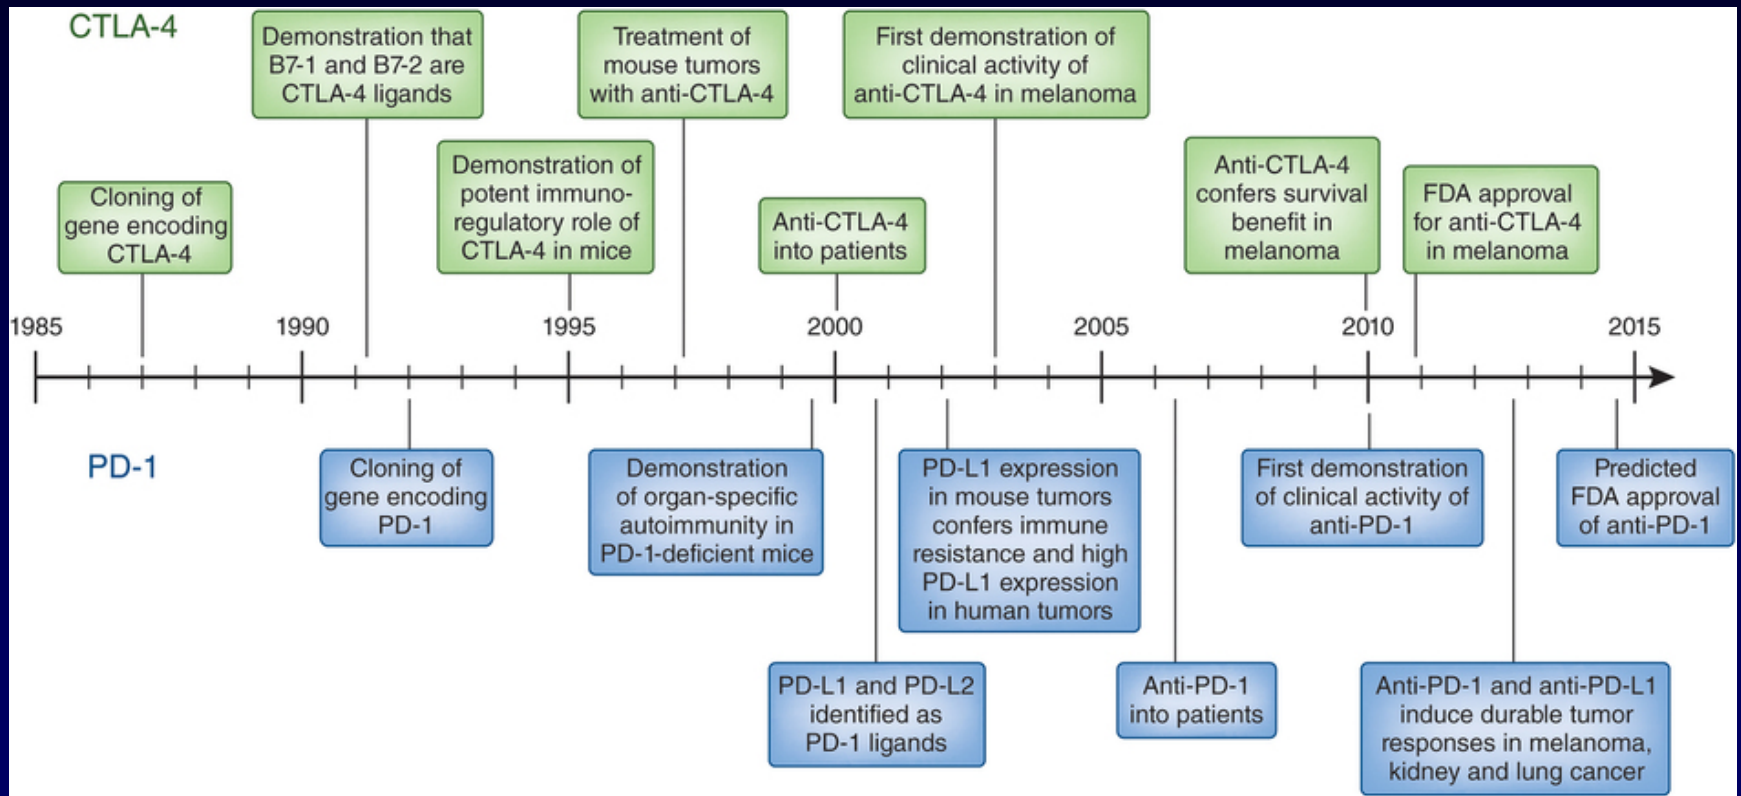 CTLA-4
Demonstration that
B7-1 and B7-2 are
CTLA-4 ligands
Treatment of
mouse tumors
with anti-CTLA-4
First demonstration of
clinical activity of
anti-CTLA-4 in melanoma
Cloning of
gene encoding
CTLA-4
Demonstration of
potent immuno-
regulatory role of
CTLA-4 in mice
Anti-CTLA-4
into patients
Anti-CTLA-4
confers survival
benefit in
melanoma
FDA approval
for anti-CTLA-4
in melanoma
1985
1990
1995
2000
2005
2010
2015
PD-1
Cloning of
gene encoding
PD-1
Demonstration
of organ-specific
autoimmunity in
PD-1-deficient mice
PD-L1 expression
in mouse tumors
confers immune
resistance and high
PD-L1 expression
in human tumors
First demonstration
of clinical activity of
anti-PD-1
Predicted
FDA approval
of anti-PD-1
PD-L1 and PD-L2
identified as
PD-1 ligands
Anti-PD-1
into patients
Anti-PD-1 and anti-PD-L1
induce durable tumor
responses in melanoma,
kidney and lung cancer